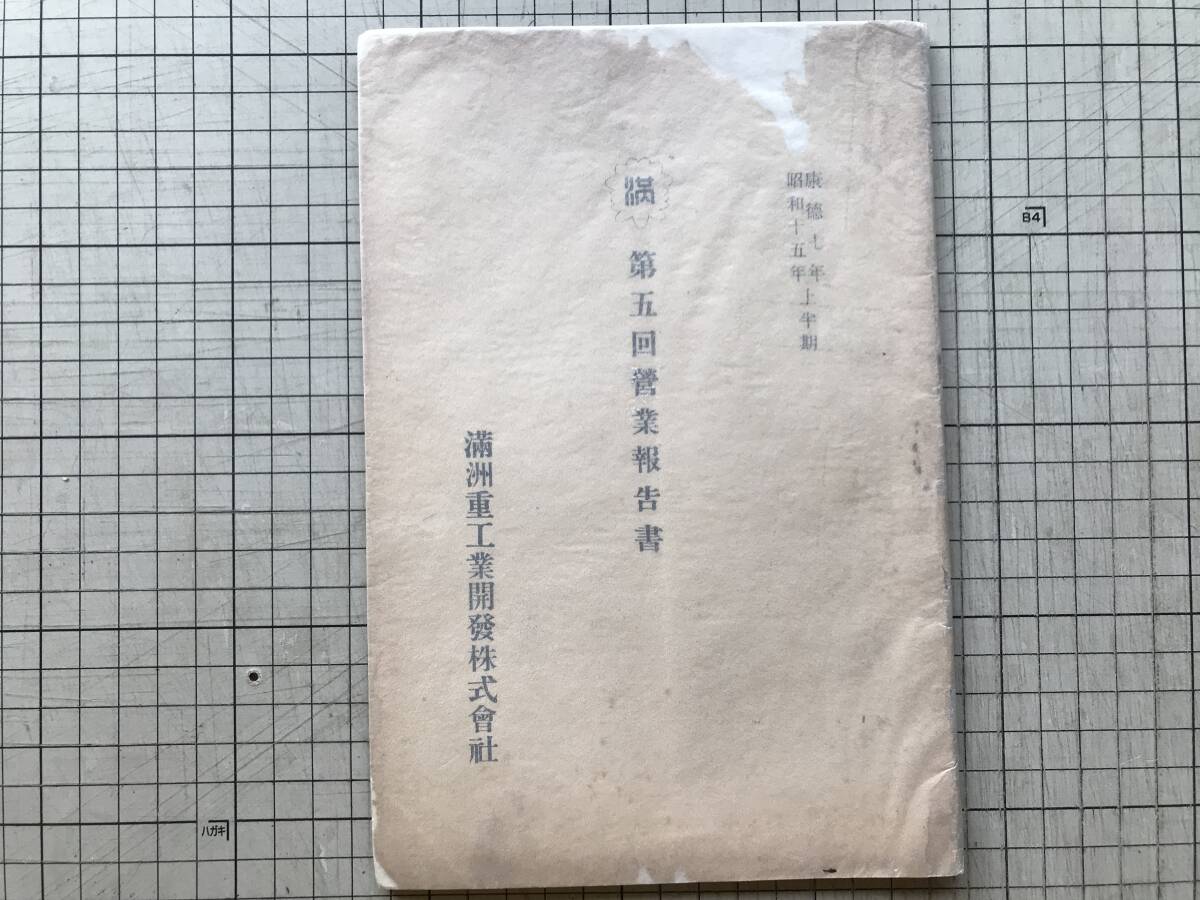 康德七年
昭和十五年
上半期
満
第五回營業報告書
滿洲重工業開發株式會社
B4
ハガキ